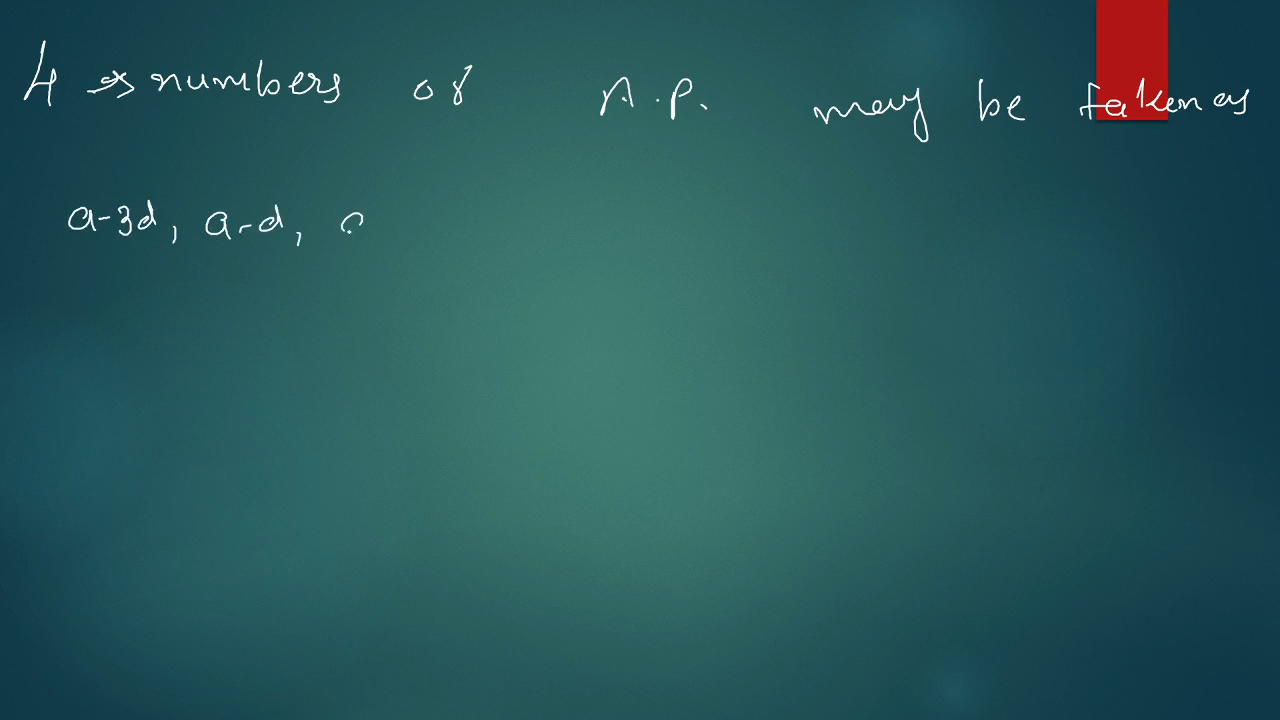 4 → numbers of A.P. may be taken as
a-3d, a-d, a